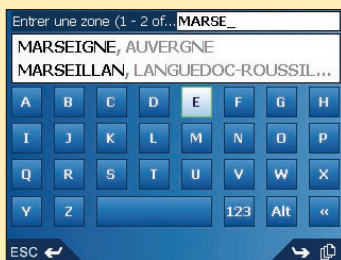 Entrer une zone (1 - 2 of... MARSE_
MARSEIGNE, AUVERGNE
MARSEILLAN, LANGUEDOC-ROUSSIL...
A B C D E F G H
I J K L M N O P
Q R S T U V W X
Y Z 123 Alt «
ESC